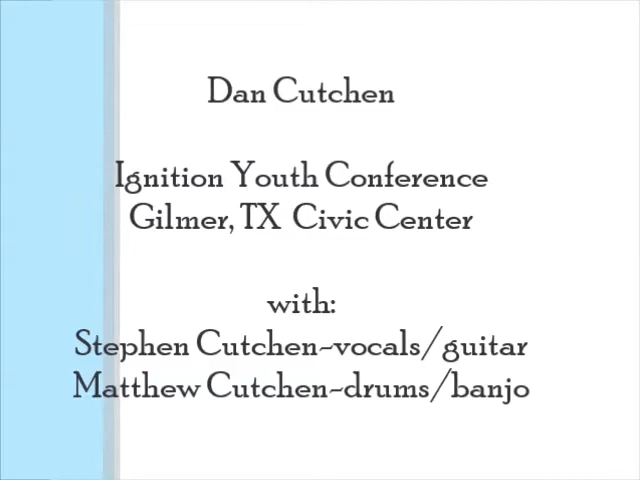 Dan Cutchen
Ignition Youth Conference
Gilmer, TX Civic Center
with:
Stephen Cutchen-vocals/guitar
Matthew Cutchen-drums/banjo